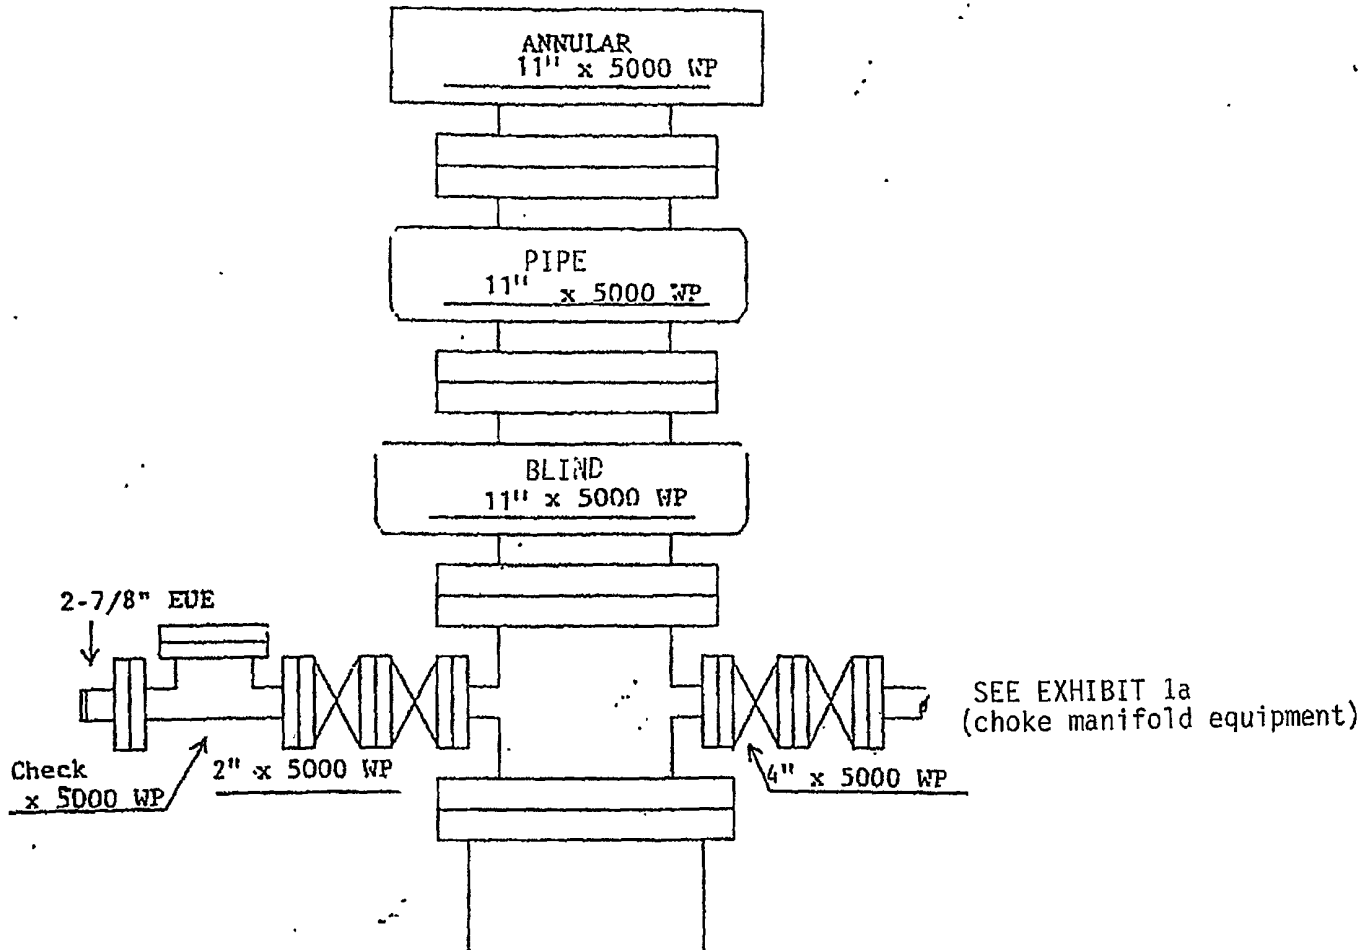 ANNULAR
11" x 5000 WP
PIPE
11" x 5000 WP
BLIND
11" x 5000 WP
2-7/8" EUE
SEE EXHIBIT 1a
(choke manifold equipment)
Check
x 5000 WP
2" x 5000 WP
4" x 5000 WP